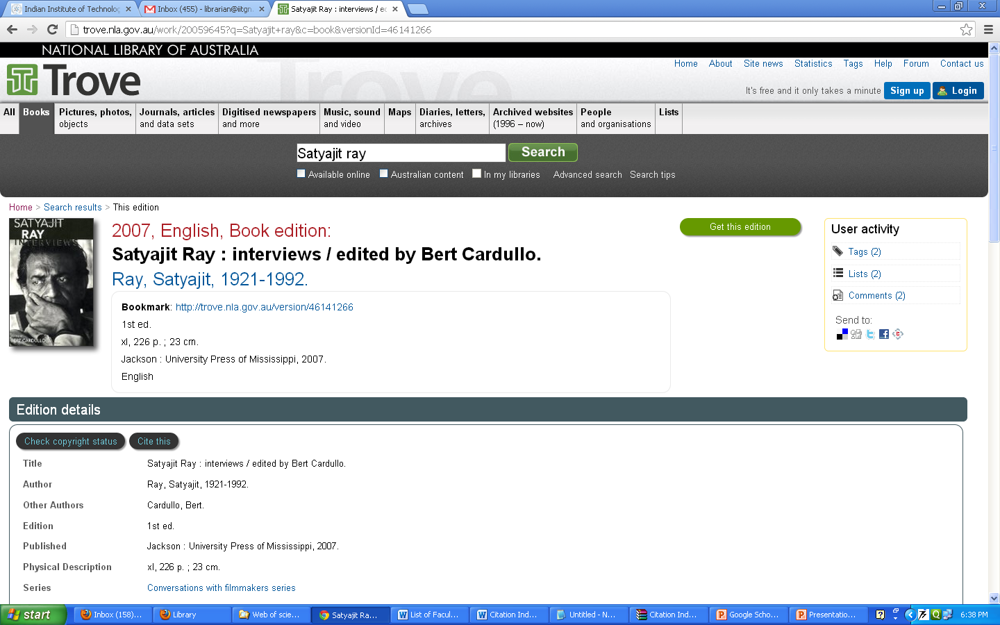 Indian Institute of Technolog
Inbox (455) - librarian@iitgn.
Satyajit Ray : interviews / ec
trove.nla.gov.au/work/20059645?q=Satyajit+ray&c=book&versionId=46141266
NATIONAL LIBRARY OF AUSTRALIA
Trove
Trove
Home About Site news Statistics Tags Help Forum Contact us
It's free and it only takes a minute Sign up Login
All
Books
Pictures, photos,
objects
Journals, articles
and data sets
Digitised newspapers
and more
Music, sound
and video
Maps
Diaries, letters,
archives
Archived websites
(1996 – now)
People
and organisations
Lists
Satyajit ray Search
Available online Australian content In my libraries Advanced search Search tips
Home > Search results > This edition
SATYAJIT
RAY
INTERVIEWS
BERT CARDULLO
2007, English, Book edition:
Satyajit Ray : interviews / edited by Bert Cardullo.
Ray, Satyajit, 1921-1992.
Bookmark: http://trove.nla.gov.au/version/46141266
1st ed.
xl, 226 p. ; 23 cm.
Jackson : University Press of Mississippi, 2007.
English
Get this edition
User activity
Tags (2)
Lists (2)
Comments (2)
Send to:
Edition details
Check copyright status Cite this
Title Satyajit Ray : interviews / edited by Bert Cardullo.
Author Ray, Satyajit, 1921-1992.
Other Authors Cardullo, Bert.
Edition 1st ed.
Published Jackson : University Press of Mississippi, 2007.
Physical Description xl, 226 p. ; 23 cm.
Series Conversations with filmmakers series
start Inbox (158)... Library Web of scie... Satyajit Ra... List of Facul... Citation Ind... Untitled - N... Citation Ind... Google Scho... Presentatio... 6:38 PM